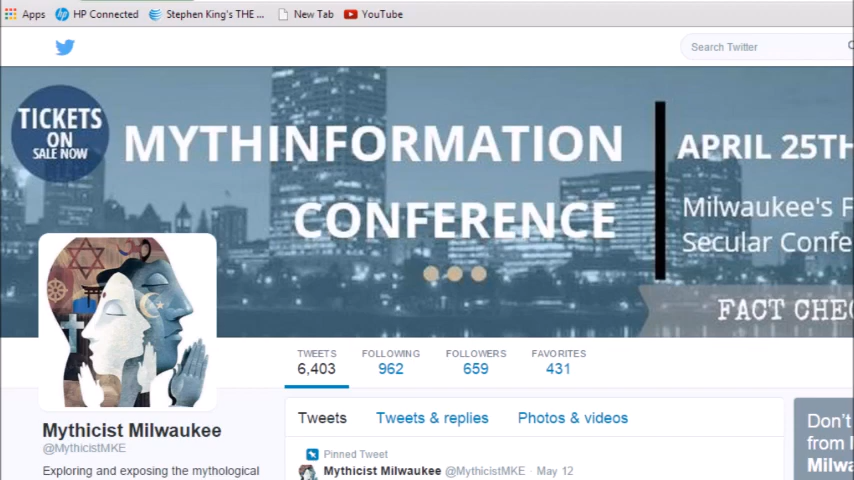 Apps HP Connected Stephen King's THE ... New Tab YouTube
Search Twitter
TICKETS
ON
SALE NOW
MYTHINFORMATION
CONFERENCE
APRIL 25TH
Milwaukee's F
Secular Confe
FACT CHEC
TWEETS FOLLOWING FOLLOWERS FAVORITES
6,403 962 659 431
Tweets Tweets & replies Photos & videos
Mythicist Milwaukee
@MythicistMKE
Exploring and exposing the mythological
Pinned Tweet
Mythicist Milwaukee @MythicistMKE · May 12
Don't
from
Milwa